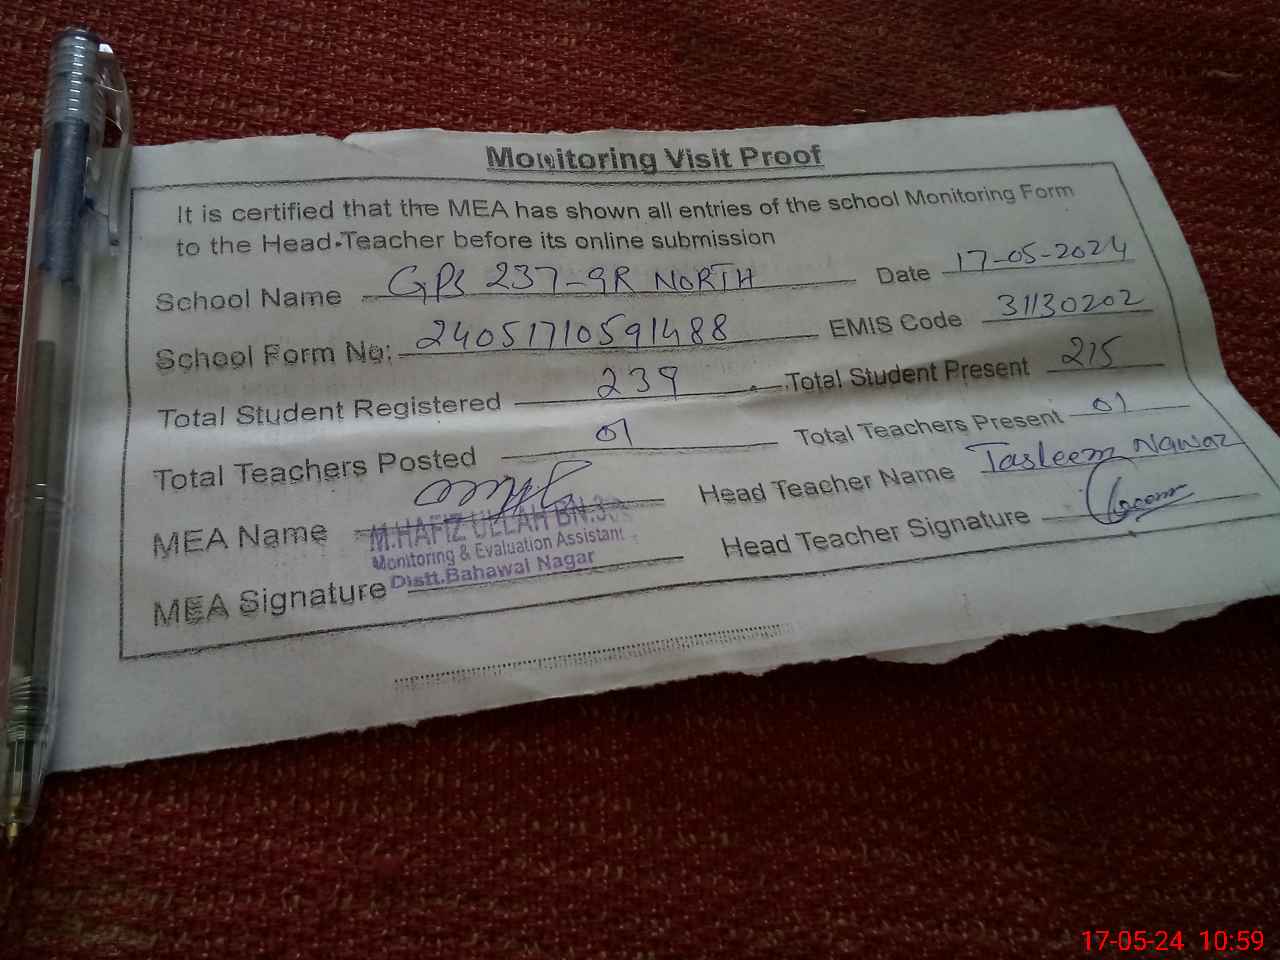 Monitoring Visit Proof
It is certified that the MEA has shown all entries of the school Monitoring Form
to the Head-Teacher before its online submission
School Name GPS 237-9R NORTH Date 17-05-2024
School Form No: 24051710591488 EMIS Code 31130202
Total Student Registered 239 Total Student Present 215
Total Teachers Posted 01 Total Teachers Present 01
MEA Name Head Teacher Name Tasleem Nawaz
M.HAFIZ ULLAH BN.3
Monitoring & Evaluation Assistant
Distt.Bahawal Nagar
MEA Signature Head Teacher Signature
17-05-24 10:59